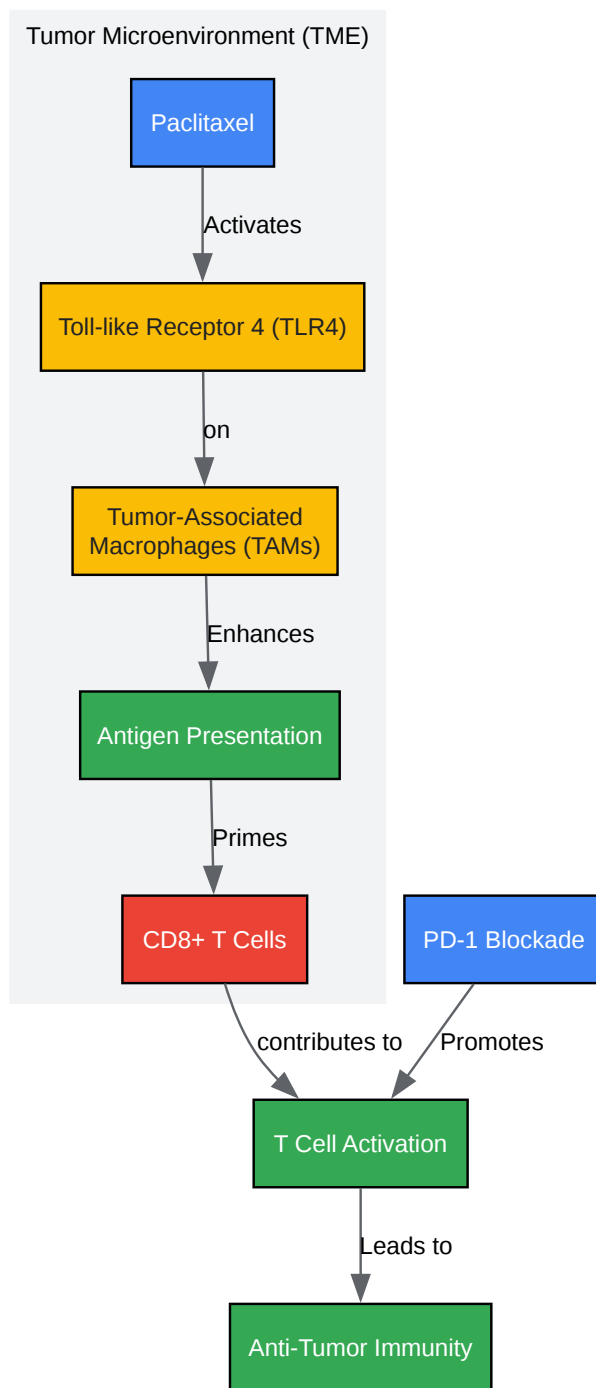 Tumor Microenvironment (TME)
Paclitaxel
Activates
Toll-like Receptor 4 (TLR4)
on
Tumor-Associated
Macrophages (TAMs)
Enhances
Antigen Presentation
Primes
CD8+ T Cells
PD-1 Blockade
contributes to
Promotes
T Cell Activation
Leads to
Anti-Tumor Immunity